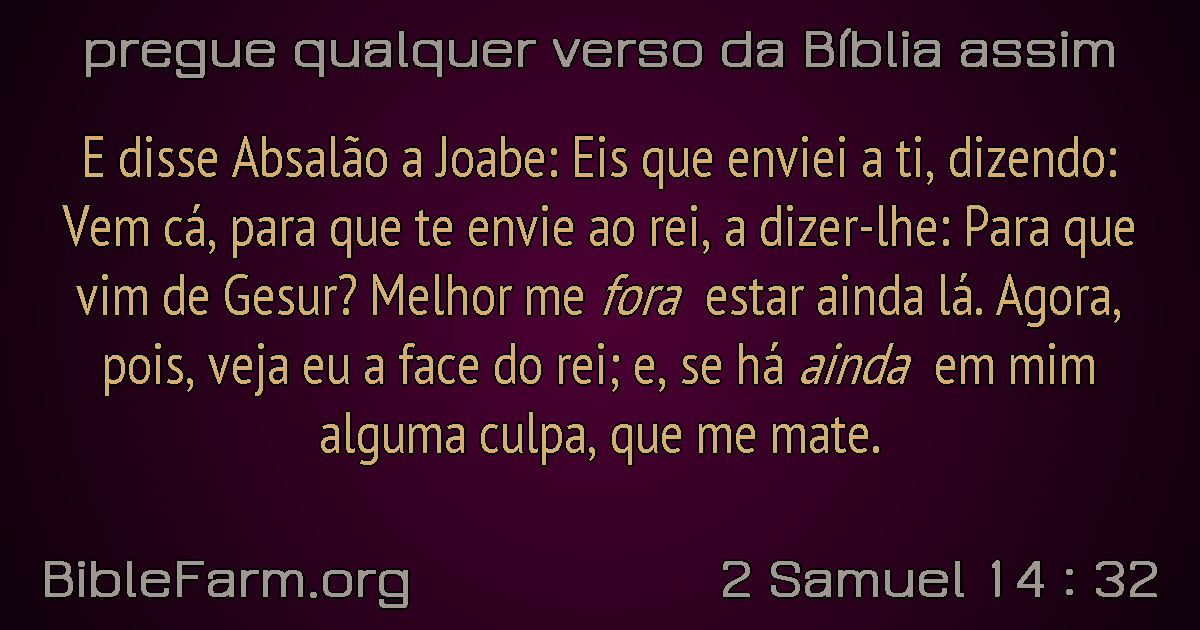 pregue qualquer verso da Bíblia assim
E disse Absalão a Joabe: Eis que enviei a ti, dizendo:
Vem cá, para que te envie ao rei, a dizer-lhe: Para que
vim de Gesur? Melhor me fora estar ainda lá. Agora,
pois, veja eu a face do rei; e, se há ainda em mim
alguma culpa, que me mate.
BibleFarm.org
2 Samuel 14 : 32